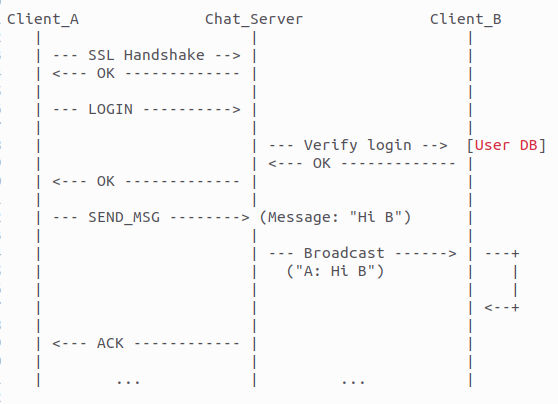 Client_A Chat_Server Client_B
| | |
| --- SSL Handshake --> | |
| <--- OK ------------- | |
| | |
| --- LOGIN ----------> | |
| | |
| | --- Verify login --> [User DB]
| | <--- OK ------------- |
| <--- OK ------------- | |
| | |
| --- SEND_MSG --------> (Message: "Hi B") |
| | |
| | --- Broadcast ------> | ---+
| | ("A: Hi B") | |
| | | |
| | | <--+
| | |
| <--- ACK ------------ | |
| | |
| ... | ... |